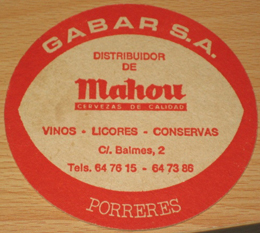 GABAR S.A.
DISTRIBUIDOR
DE
Mahou
CERVEZAS DE CALIDAD
VINOS - LICORES - CONSERVAS
C/. Balmes, 2
Tels. 64 76 15 - 64 73 86
PORRERES